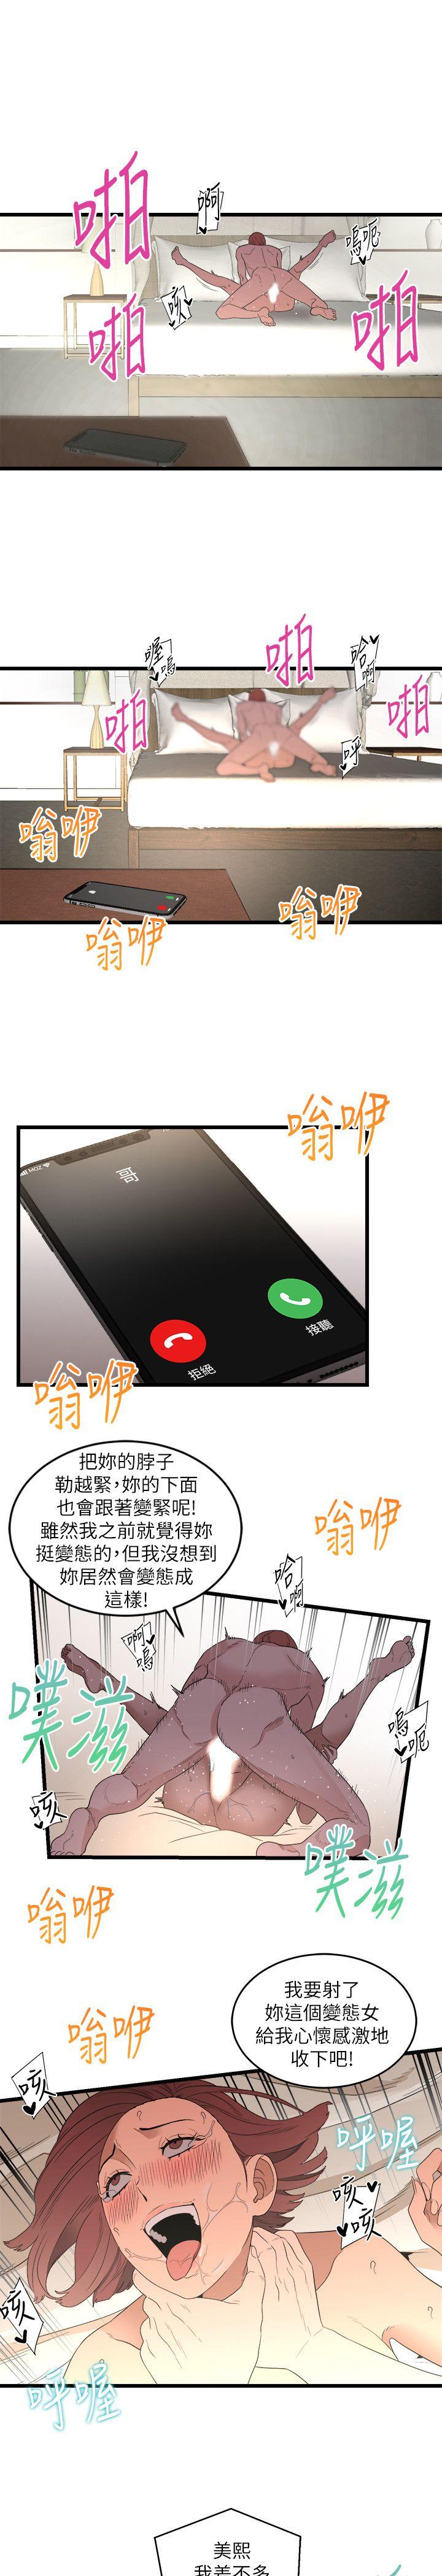 啪
啊
嗚呃
啪
咳
啪
喔嗚
啪
哈啊
啪
啪
呼
嗡咿
嗡咿
嗡咿
嗡咿
MOZ
哥
接聽
拒絕
嗡咿
把妳的脖子
勒越緊，妳的下面
也會跟著變緊呢!
雖然我之前就覺得妳
挺變態的，但我沒想到
妳居然會變態成
這樣!
嗡咿
哈啊
啊嗚
噗滋
嗚呃
咳
噗滋
嗡咿
我要射了
妳這個變態女
給我心懷感激地
收下吧!
嗡咿
咳
呼喔
咳
咳
咳
呼喔
美熙
我差不多